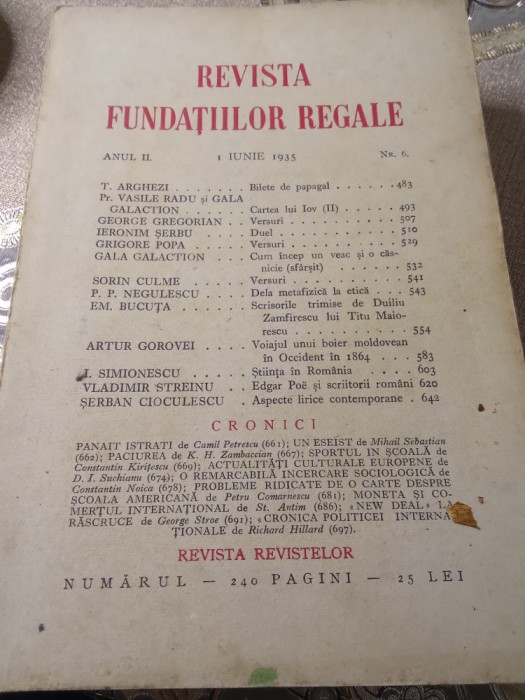 REVISTA
FUNDAȚIILOR REGALE
ANUL II. 1 IUNIE 1935 Nr. 6.
T. ARGHEZI . . . . . . . Bilete de papagal . . . . . . 483
Pr. VASILE RADU și GALA
GALACTION . . . . . Cartea lui Iov (II) . . . . . 493
GEORGE GREGORIAN . . Versuri . . . . . . . . . . 507
IERONIM ȘERBU . . . . Duel . . . . . . . . . . . 510
GRIGORE POPA . . . . . Versuri . . . . . . . . . . 529
GALA GALACTION . . . Cum încep un veac și o căs-
nicie (sfârșit) . . . . . . 532
SORIN CULME . . . . . Versuri . . . . . . . . . . 541
P. P. NEGULESCU . . . . Dela metafizică la etică . . . . 543
EM. BUCUȚA . . . . . . Scrisorile trimise de Duiliu
Zamfirescu lui Titu Maio-
rescu . . . . . . . . . . 554
ARTUR GOROVEI . . . . Voiajul unui boier moldovean
în Occident în 1864 . . . . 583
I. SIMIONESCU . . . . . Știința în România . . . . 603
VLADIMIR STREINU . . Edgar Poë și scriitorii români 620
ȘERBAN CIOCULESCU . Aspecte lirice contemporane . 642
CRONICI
PANAIT ISTRATI de Camil Petrescu (661); UN ESEIST de Mihail Sebastian
(662); PACIUREA de K. H. Zambaccian (667); SPORTUL IN ȘCOALĂ de
Constantin Kirițescu (669); ACTUALITĂȚI CULTURALE EUROPENE de
D. I. Suchianu (674); O REMARCABILĂ INCERCARE SOCIOLOGICĂ de
Constantin Noica (678); PROBLEME RIDICATE DE O CARTE DESPRE
ȘCOALA AMERICANĂ de Petru Comarnescu (681); MONETA ȘI CO-
MERȚUL INTERNAȚIONAL de St. Antim (686); «NEW DEAL» LA
RĂSCRUCE de George Stroe (691); «CRONICA POLITICEI INTERNA
ȚIONALE de Richard Hillard (697).
REVISTA REVISTELOR
NUMĂRUL — 240 PAGINI — 25 LEI